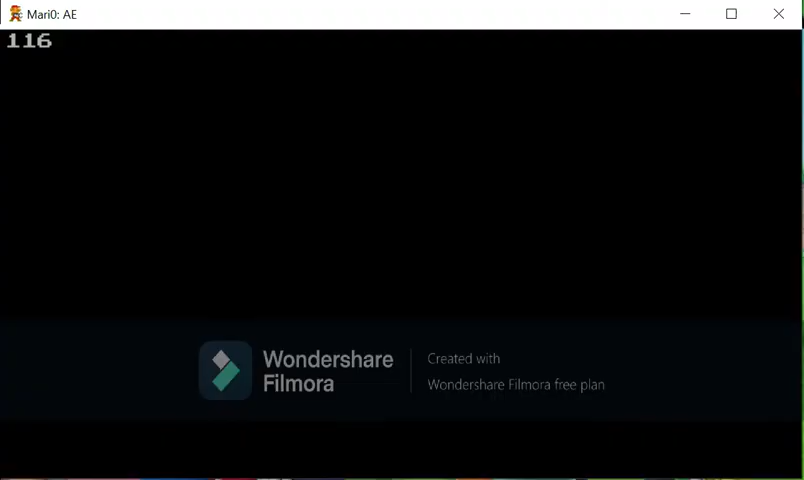 Mari0: AE
116
Wondershare
Filmora
Created with
Wondershare Filmora free plan